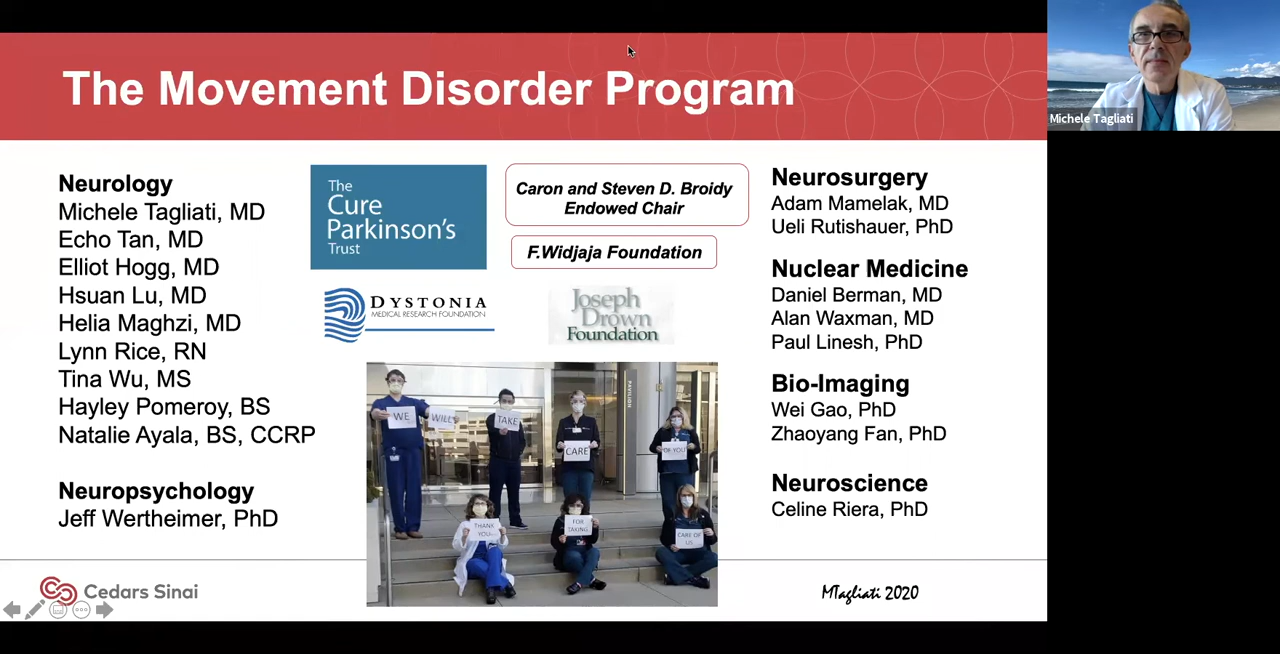 The Movement Disorder Program
Michele Tagliati
Neurology
Michele Tagliati, MD
Echo Tan, MD
Elliot Hogg, MD
Hsuan Lu, MD
Helia Maghzi, MD
Lynn Rice, RN
Tina Wu, MS
Hayley Pomeroy, BS
Natalie Ayala, BS, CCRP
Neuropsychology
Jeff Wertheimer, PhD
The
Cure
Parkinson's
Trust
Caron and Steven D. Broidy
Endowed Chair
F.Widjaja Foundation
DYSTONIA
MEDICAL RESEARCH FOUNDATION
Joseph
Drown
Foundation
PAVILION
WE
WILL
TAKE
CARE
OF YOU
THANK
YOU
FOR
TAKING
CARE OF
US
Neurosurgery
Adam Mamelak, MD
Ueli Rutishauer, PhD
Nuclear Medicine
Daniel Berman, MD
Alan Waxman, MD
Paul Linesh, PhD
Bio-Imaging
Wei Gao, PhD
Zhaoyang Fan, PhD
Neuroscience
Celine Riera, PhD
Cedars Sinai
MTagliati 2020